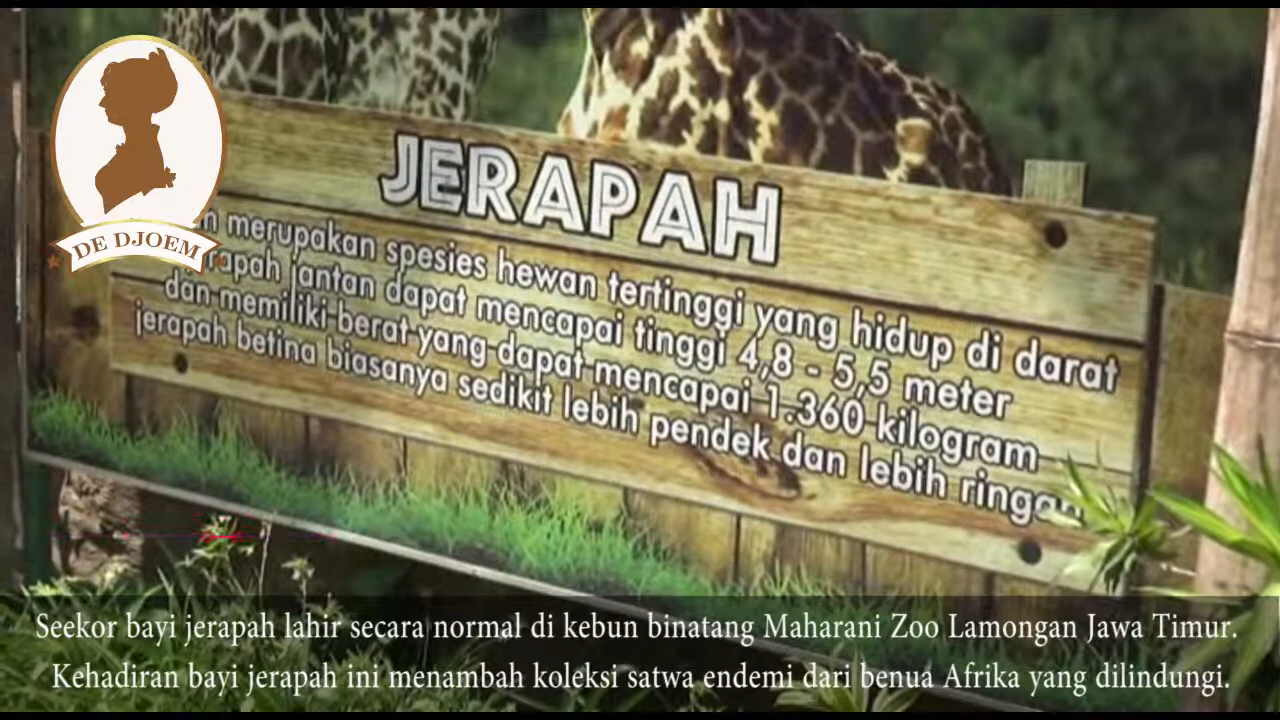 DE DJOEM
JERAPAH
merupakan spesies hewan tertinggi yang hidup di darat
jantan dapat mencapai tinggi 4,8 - 5,5 meter
dan memiliki berat yang dapat mencapai 1.360 kilogram
jerapah betina biasanya sedikit lebih pendek dan lebih ringan
Seekor bayi jerapah lahir secara normal di kebun binatang Maharani Zoo Lamongan Jawa Timur.
Kehadiran bayi jerapah ini menambah koleksi satwa endemi dari benua Afrika yang dilindungi.